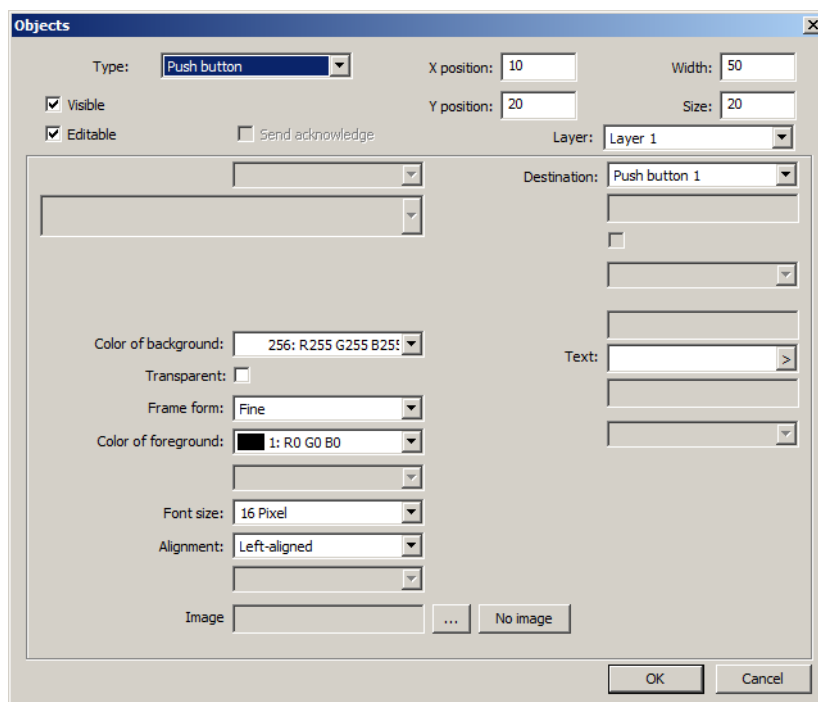 Objects
Type: Push button X position: 10 Width: 50
Visible Y position: 20 Size: 20
Editable Send acknowledge Layer: Layer 1
Destination: Push button 1
Color of background: 256: R255 G255 B255
Text: >
Transparent:
Frame form: Fine
Color of foreground: 1: R0 G0 B0
Font size: 16 Pixel
Alignment: Left-aligned
Image ... No image
OK Cancel